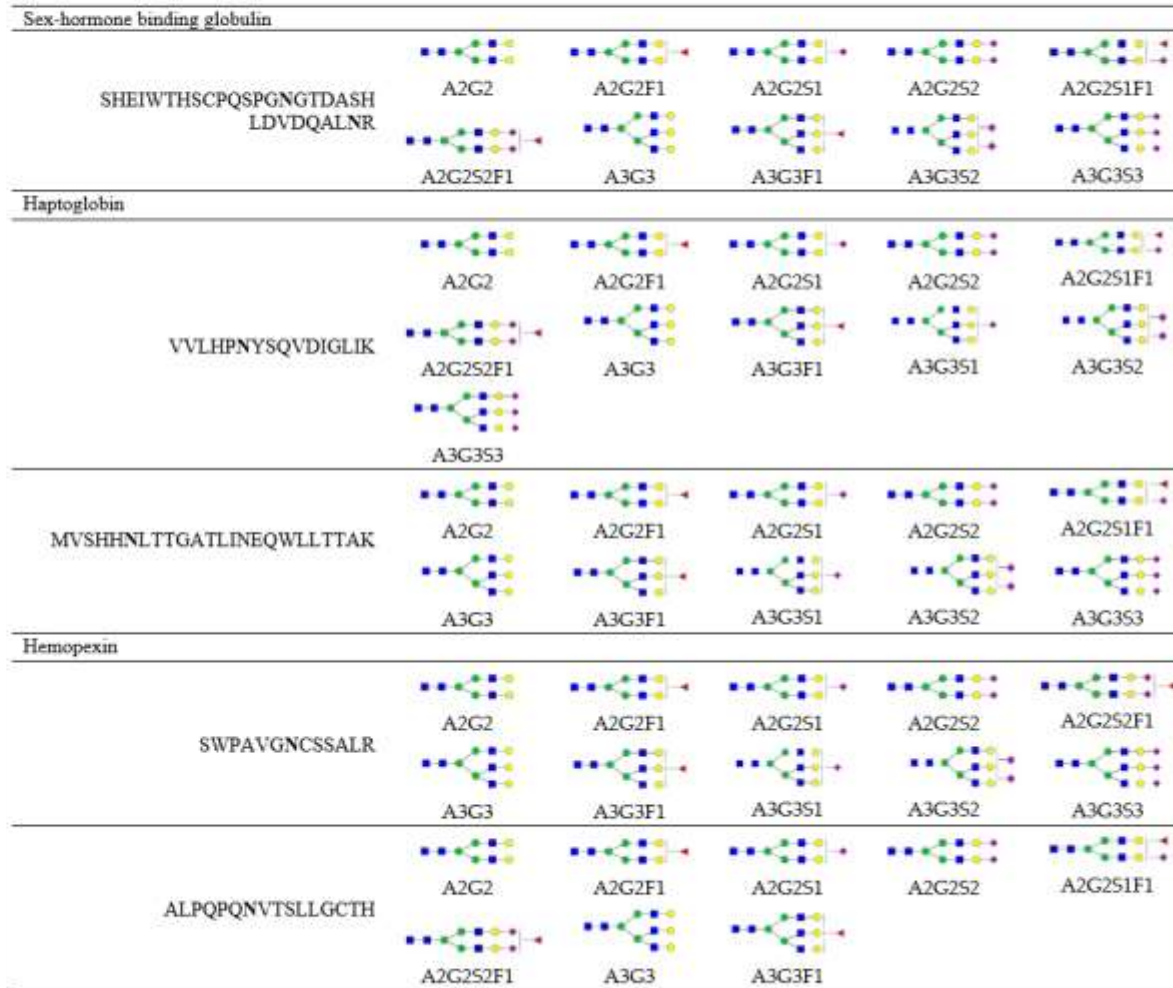 Sex-hormone binding globulin
A2G2 A2G2F1 A2G2S1 A2G2S2 A2G2S1F1
SHEIWTHSCPQSPGNGTDASH
LDVDQALNR
A2G2S2F1 A3G3 A3G3F1 A3G3S2 A3G3S3
Haptoglobin
A2G2 A2G2F1 A2G2S1 A2G2S2 A2G2S1F1
VVLHPNYSQVDIGLIK
A2G2S2F1 A3G3 A3G3F1 A3G3S1 A3G3S2
A3G3S3
A2G2 A2G2F1 A2G2S1 A2G2S2 A2G2S1F1
MVSHHNLTTGATLINEQWLLTTAK
A3G3 A3G3F1 A3G3S1 A3G3S2 A3G3S3
Hemopexin
A2G2 A2G2F1 A2G2S1 A2G2S2 A2G2S2F1
SWPAVGNCSSALR
A3G3 A3G3F1 A3G3S1 A3G3S2 A3G3S3
A2G2 A2G2F1 A2G2S1 A2G2S2 A2G2S1F1
ALPQPQNVTSLLGCTH
A2G2S2F1 A3G3 A3G3F1